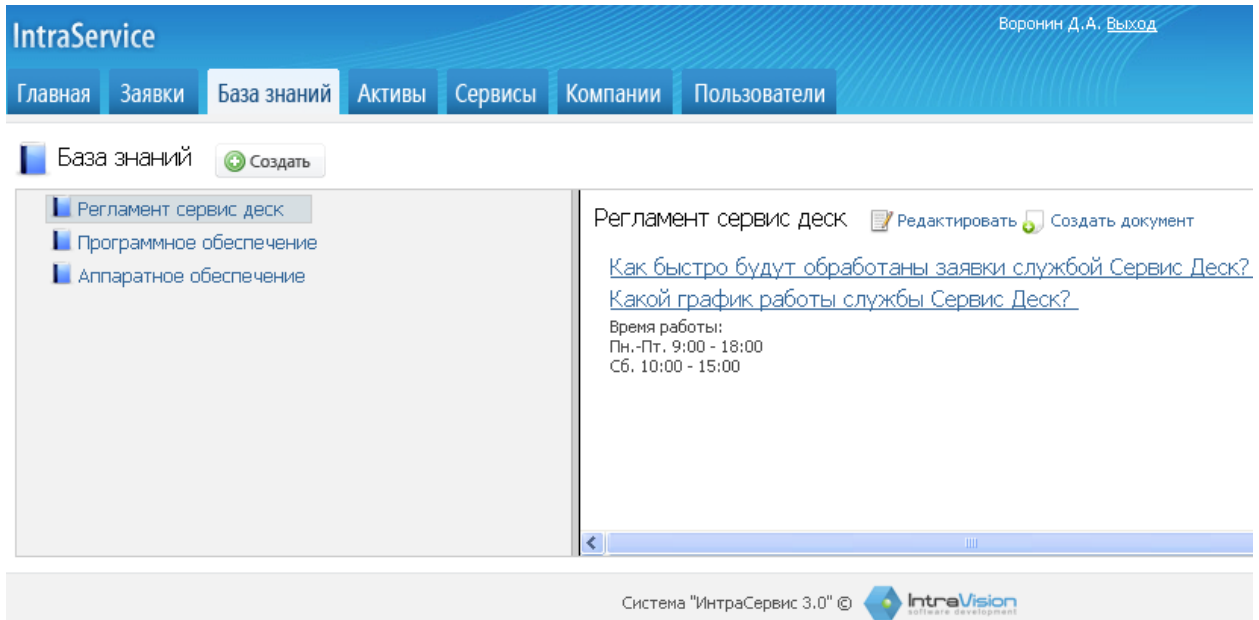 IntraService
Воронин Д.А. Выход
Главная Заявки База знаний Активы Сервисы Компании Пользователи
База знаний Создать
Регламент сервис деск
Программное обеспечение
Аппаратное обеспечение
Регламент сервис деск Редактировать Создать документ
Как быстро будут обработаны заявки службой Сервис Деск?
Какой график работы службы Сервис Деск?
Время работы:
Пн.-Пт. 9:00 - 18:00
Сб. 10:00 - 15:00
Система "ИнтраСервис 3.0" © IntraVision
software development